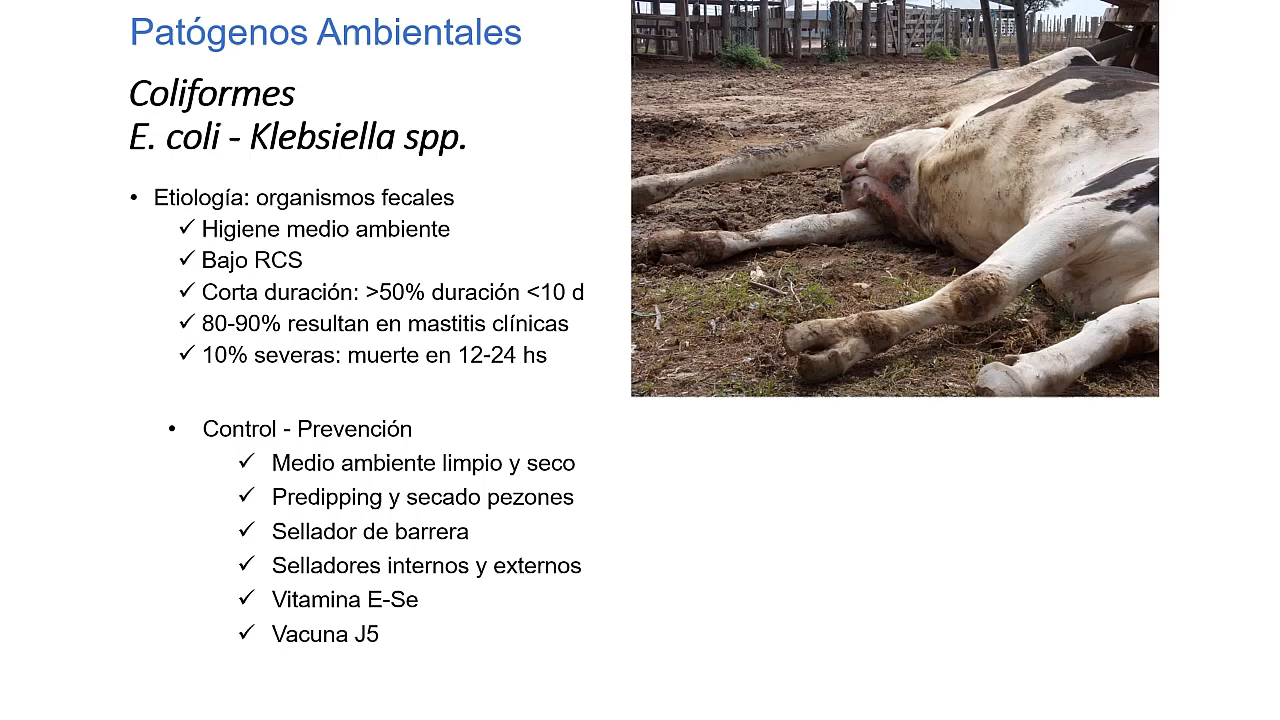 Patógenos Ambientales
Coliformes
E. coli - Klebsiella spp.
• Etiología: organismos fecales
✓ Higiene medio ambiente
✓ Bajo RCS
✓ Corta duración: >50% duración <10 d
✓ 80-90% resultan en mastitis clínicas
✓ 10% severas: muerte en 12-24 hs
• Control - Prevención
✓ Medio ambiente limpio y seco
✓ Predipping y secado pezones
✓ Sellador de barrera
✓ Selladores internos y externos
✓ Vitamina E-Se
✓ Vacuna J5